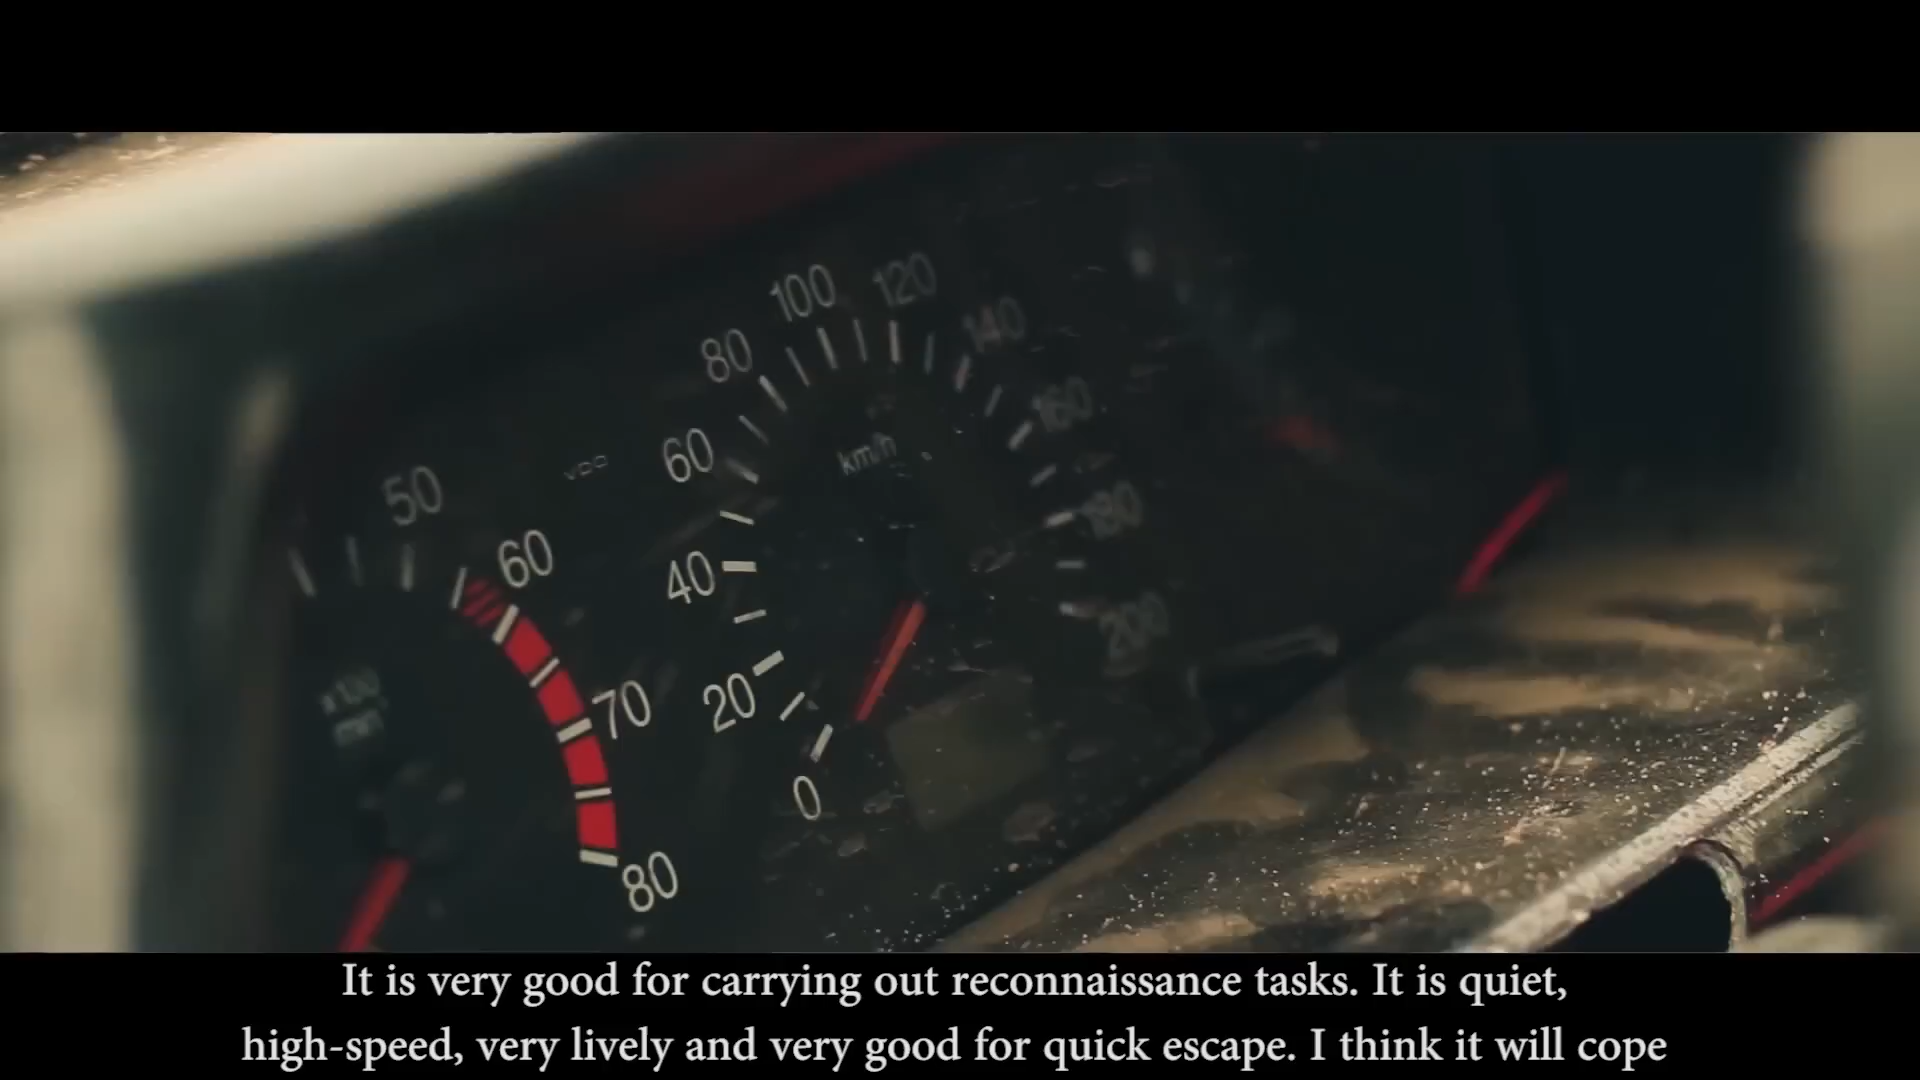 100
120
80
140
160
60
km/h
50
VDO
180
60
40
200
20
70
x100
min
0
80
It is very good for carrying out reconnaissance tasks. It is quiet,
high-speed, very lively and very good for quick escape. I think it will cope